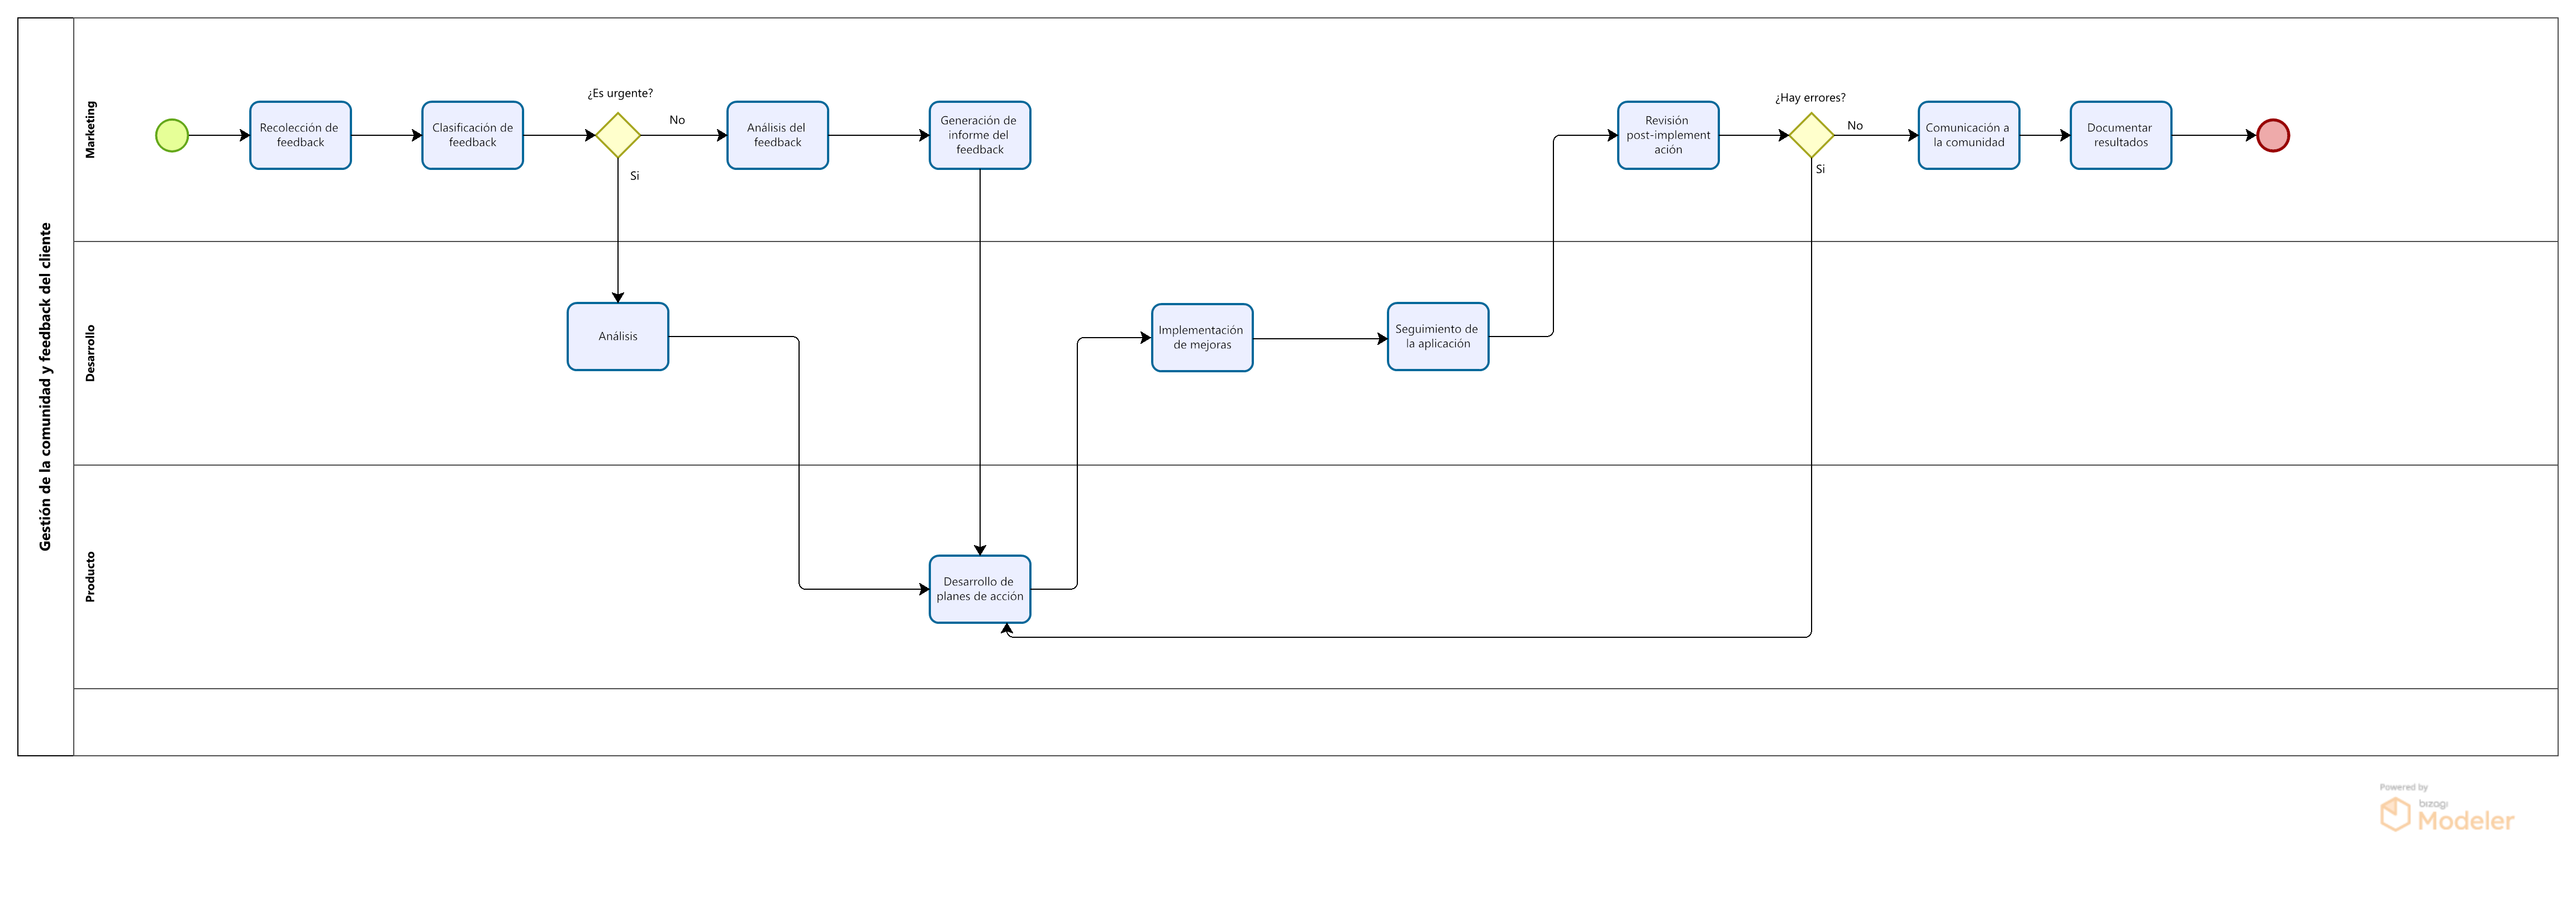 Gestión de la comunidad y feedback del cliente
Marketing
Recolección de
feedback
Clasificación de
feedback
¿Es urgente?
No
Si
Análisis del
feedback
Generación de
informe del
feedback
Revisión
post-implement
ación
¿Hay errores?
No
Si
Comunicación a
la comunidad
Documentar
resultados
Desarrollo
Análisis
Implementación
de mejoras
Seguimiento de
la aplicación
Producto
Desarrollo de
planes de acción
Powered by
bizagi
Modeler